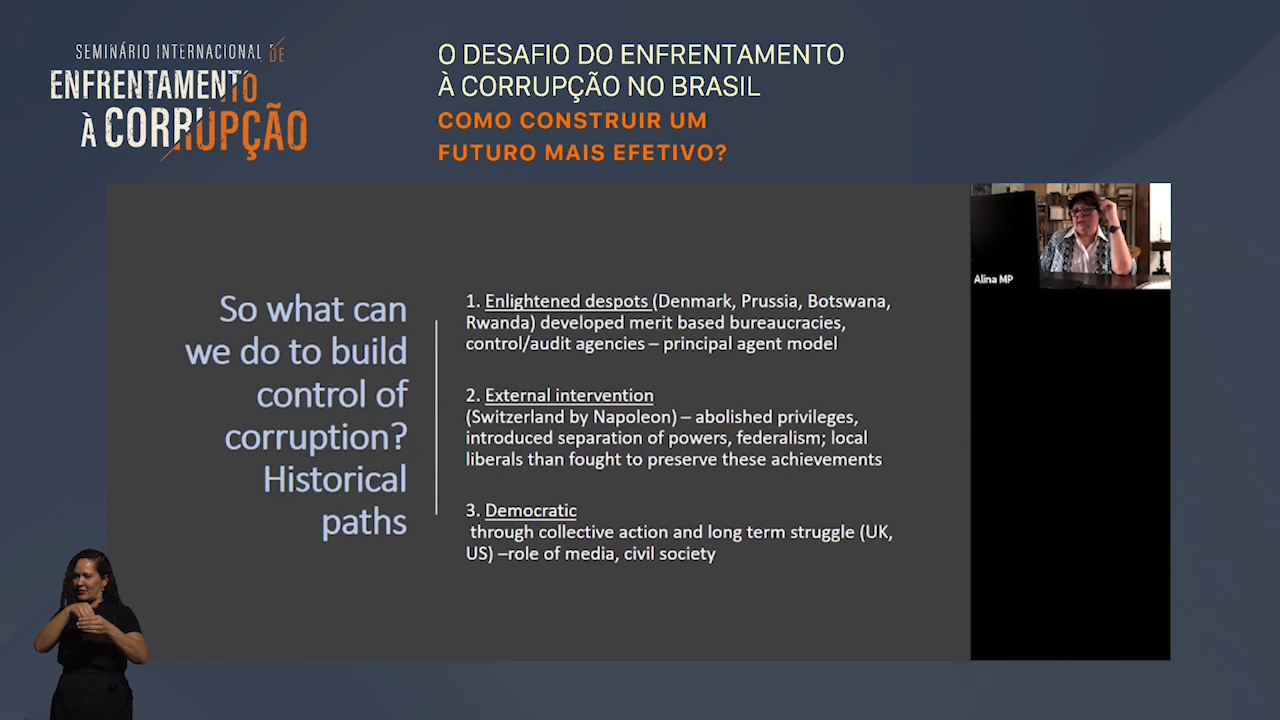 SEMINÁRIO INTERNACIONAL DE
ENFRENTAMENTO
À CORRUPÇÃO
O DESAFIO DO ENFRENTAMENTO
À CORRUPÇÃO NO BRASIL
COMO CONSTRUIR UM
FUTURO MAIS EFETIVO?
So what can
we do to build
control of
corruption?
Historical
paths
1. Enlightened despots (Denmark, Prussia, Botswana,
Rwanda) developed merit based bureaucracies,
control/audit agencies – principal agent model
2. External intervention
(Switzerland by Napoleon) – abolished privileges,
introduced separation of powers, federalism; local
liberals than fought to preserve these achievements
3. Democratic
through collective action and long term struggle (UK,
US) –role of media, civil society
Alina MP